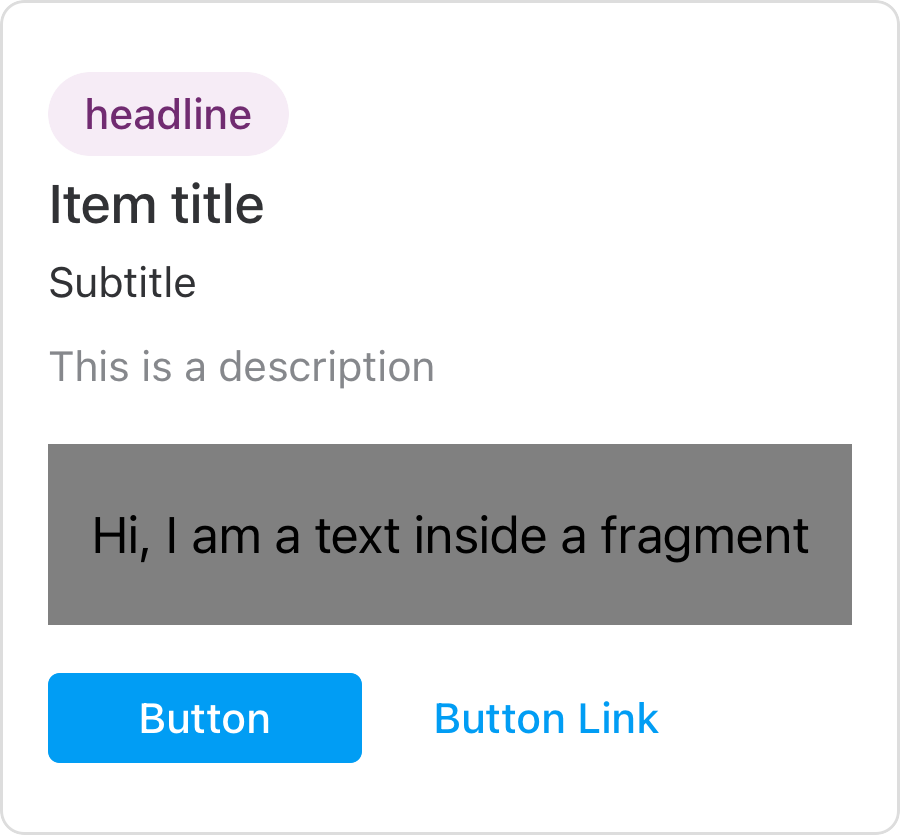 headline
Item title
Subtitle
This is a description
Hi, I am a text inside a fragment
Button
Button Link